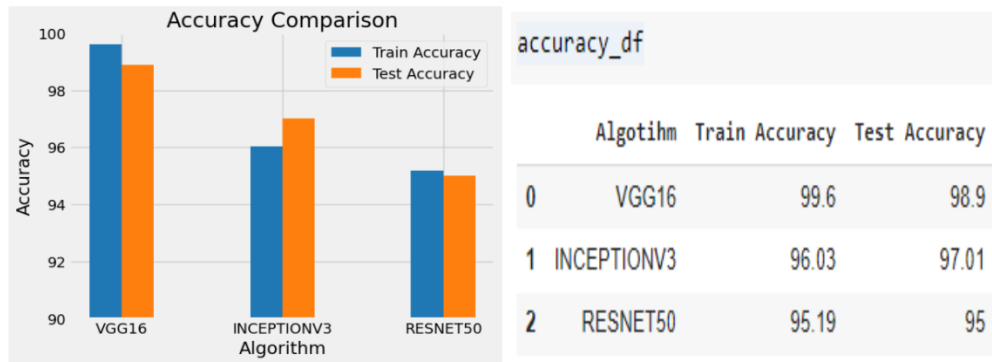 Accuracy Comparison
100
98
96
94
92
90
Accuracy
Train Accuracy
Test Accuracy
VGG16 INCEPTIONV3 RESNET50
Algorithm
accuracy_df
Algotihm Train Accuracy Test Accuracy
0 VGG16 99.6 98.9
1 INCEPTIONV3 96.03 97.01
2 RESNET50 95.19 95